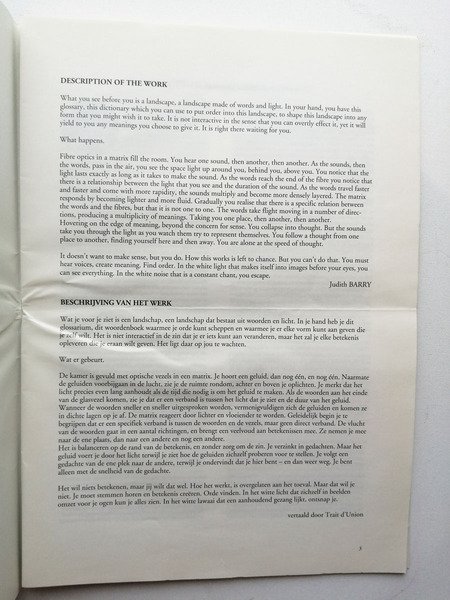 DESCRIPTION OF THE WORK
What you see before you is a landscape, a landscape made of words and light. In your hand, you have this
glossary, this dictionary which you can use to put order into this landscape, to shape this landscape into any
form that you might wish it to take. It is not interactive in the sense that you can overtly effect it, yet it will
yield to you any meanings you choose to give it. It is right there waiting for you.
What happens.
Fibre optics in a matrix fill the room. You hear one sound, then another, then another. As the sounds, then
the words, pass in the air, you see the space light up around you, behind you, above you. You notice that the
light lasts exactly as long as it takes to make the sound. As the words reach the end of the fibre you notice that
there is a relationship between the light that you see and the duration of the sound. As the words travel faster
and faster and come with more rapidity, the sounds multiply and become more densely layered. The matrix
responds by becoming lighter and more fluid. Gradually you realise that there is a specific relation between
the words and the fibres, but that it is not one to one. The words take flight moving in a number of direc-
tions, producing a multiplicity of meanings. Taking you one place, then another, then another.
Hovering on the edge of meaning, beyond the concern for sense. You collapse into thought. But the sounds
take you through the light as you watch them try to represent themselves. You follow a thought from one
place to another, finding yourself here and then away. You are alone at the speed of thought.
It doesn't want to make sense, but you do. How this works is left to chance. But you can't do that. You must
hear voices, create meaning. Find order. In the white light that makes itself into images before your eyes, you
can see everything. In the white noise that is a constant chant, you escape.
Judith BARRY
BESCHRIJVING VAN HET WERK
Wat je voor je ziet is een landschap, een landschap dat bestaat uit woorden en licht. In je hand heb je dit
glossarium, dit woordenboek waarmee je orde kunt scheppen en waarmee je er elke vorm kunt aan geven die
je zelf wilt. Het is niet interactief in de zin dat je er iets kunt aan veranderen, maar het zal je elke betekenis
opleveren die je eraan wilt geven. Het ligt daar op jou te wachten.
Wat er gebeurt.
De kamer is gevuld met optische vezels in een matrix. Je hoort een geluid, dan nog één, en nog één. Naarmate
de geluiden voorbijgaan in de lucht, zie je de ruimte rondom, achter en boven je oplichten. Je merkt dat het
licht precies even lang aanhoudt als de tijd die nodig is om het geluid te maken. Als de woorden aan het einde
van de glasvezel komen, zie je dat er een verband is tussen het licht dat je ziet en de duur van het geluid.
Wanneer de woorden sneller en sneller uitgesproken worden, vermenigvuldigen zich de geluiden en komen ze
in dichte lagen op je af. De matrix reageert door lichter en vloeiender te worden. Geleidelijk begin je te
begrijpen dat er een specifiek verband is tussen de woorden en de vezels, maar geen direct verband. De vlucht
van de woorden gaat in een aantal richtingen, en brengt een veelvoud aan betekenissen mee. Ze nemen je mee
naar de ene plaats, dan naar een andere en nog een andere.
Het is balanceren op de rand van de betekenis, en zonder zorg om de zin. Je verzinkt in gedachten. Maar het
geluid voert je door het licht terwijl je ziet hoe de geluiden zichzelf proberen voor te stellen. Je volgt een
gedachte van de ene plek naar de andere, terwijl je ondervindt dat je hier bent – en dan weer weg. Je bent
alleen met de snelheid van de gedachte.
Het wil niets betekenen, maar jij wilt dat wel. Hoe het werkt, is overgelaten aan het toeval. Maar dat wil je
niet. Je moet stemmen horen en betekenis creëren. Orde vinden. In het witte licht dat zichzelf in beelden
omzet voor je ogen kun je alles zien. In het witte lawaai dat een aanhoudend gezang lijkt, ontsnap je.
vertaald door Trait d'Union
5